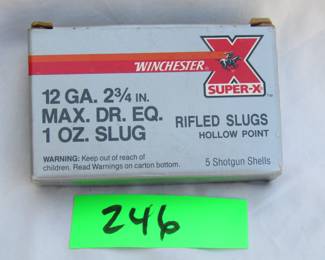 WINCHESTER
X
SUPER-X®
12 GA. 2¾ IN.
MAX. DR. EQ.
1 OZ. SLUG
RIFLED SLUGS
HOLLOW POINT
WARNING: Keep out of reach of
children. Read Warnings on carton bottom.
5 Shotgun Shells
246